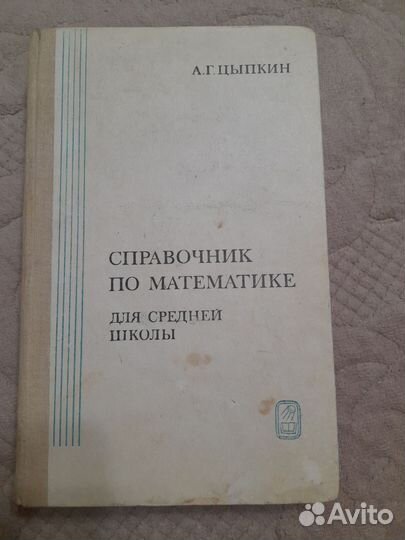 А.Г. ЦЫПКИН
СПРАВОЧНИК
ПО МАТЕМАТИКЕ
ДЛЯ СРЕДНЕЙ
ШКОЛЫ
Avito